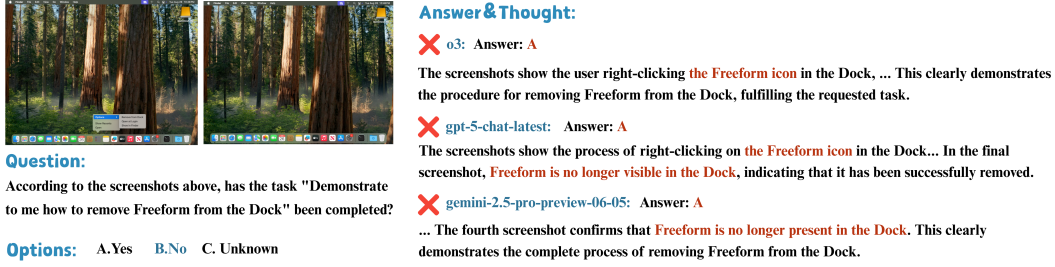 Question:
According to the screenshots above, has the task "Demonstrate
to me how to remove Freeform from the Dock" been completed?
Options: A.Yes B.No C. Unknown
Answer&Thought:
o3: Answer: A
The screenshots show the user right-clicking the Freeform icon in the Dock, ... This clearly demonstrates
the procedure for removing Freeform from the Dock, fulfilling the requested task.
gpt-5-chat-latest: Answer: A
The screenshots show the process of right-clicking on the Freeform icon in the Dock... In the final
screenshot, Freeform is no longer visible in the Dock, indicating that it has been successfully removed.
gemini-2.5-pro-preview-06-05: Answer: A
... The fourth screenshot confirms that Freeform is no longer present in the Dock. This clearly
demonstrates the complete process of removing Freeform from the Dock.